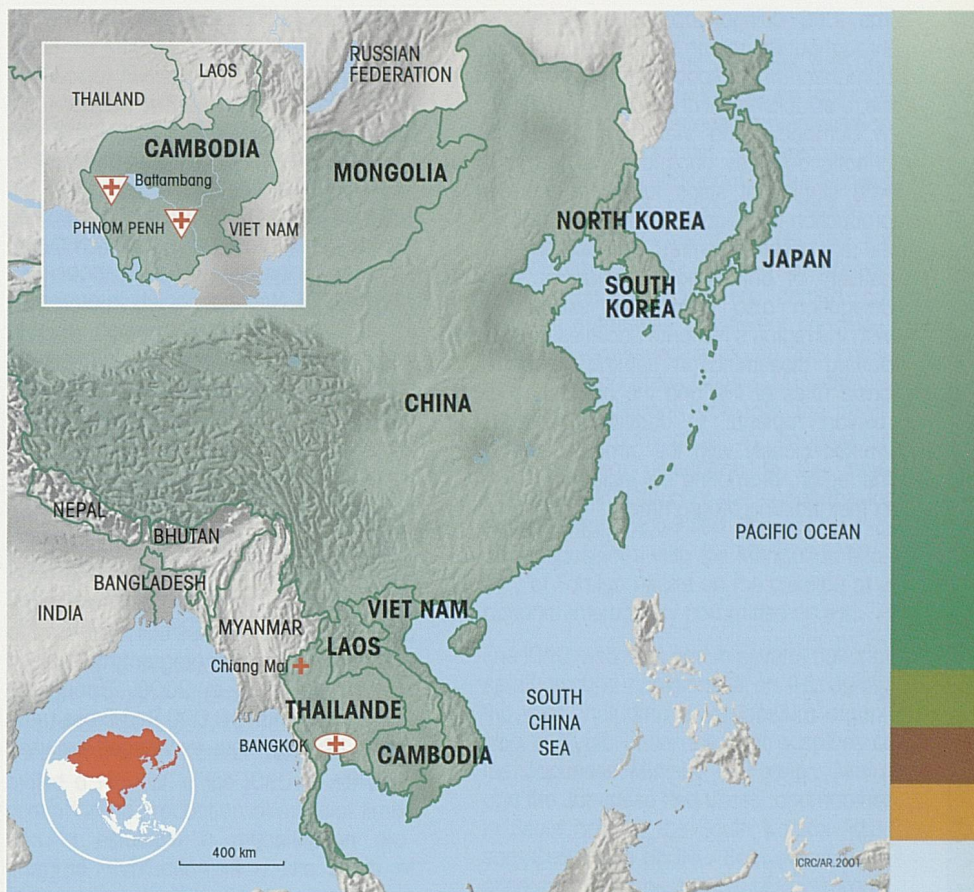 RUSSIAN
FEDERATION
LAOS
THAILAND
CAMBODIA
Battambang
PHNOM PENH
VIET NAM
MONGOLIA
NORTH KOREA
JAPAN
SOUTH
KOREA
CHINA
NEPAL
BHUTAN
PACIFIC OCEAN
BANGLADESH
INDIA
MYANMAR
VIET NAM
LAOS
Chiang Mai
THAILANDE
SOUTH
CHINA
SEA
BANGKOK
CAMBODIA
400 km
ICRC/AR.2001